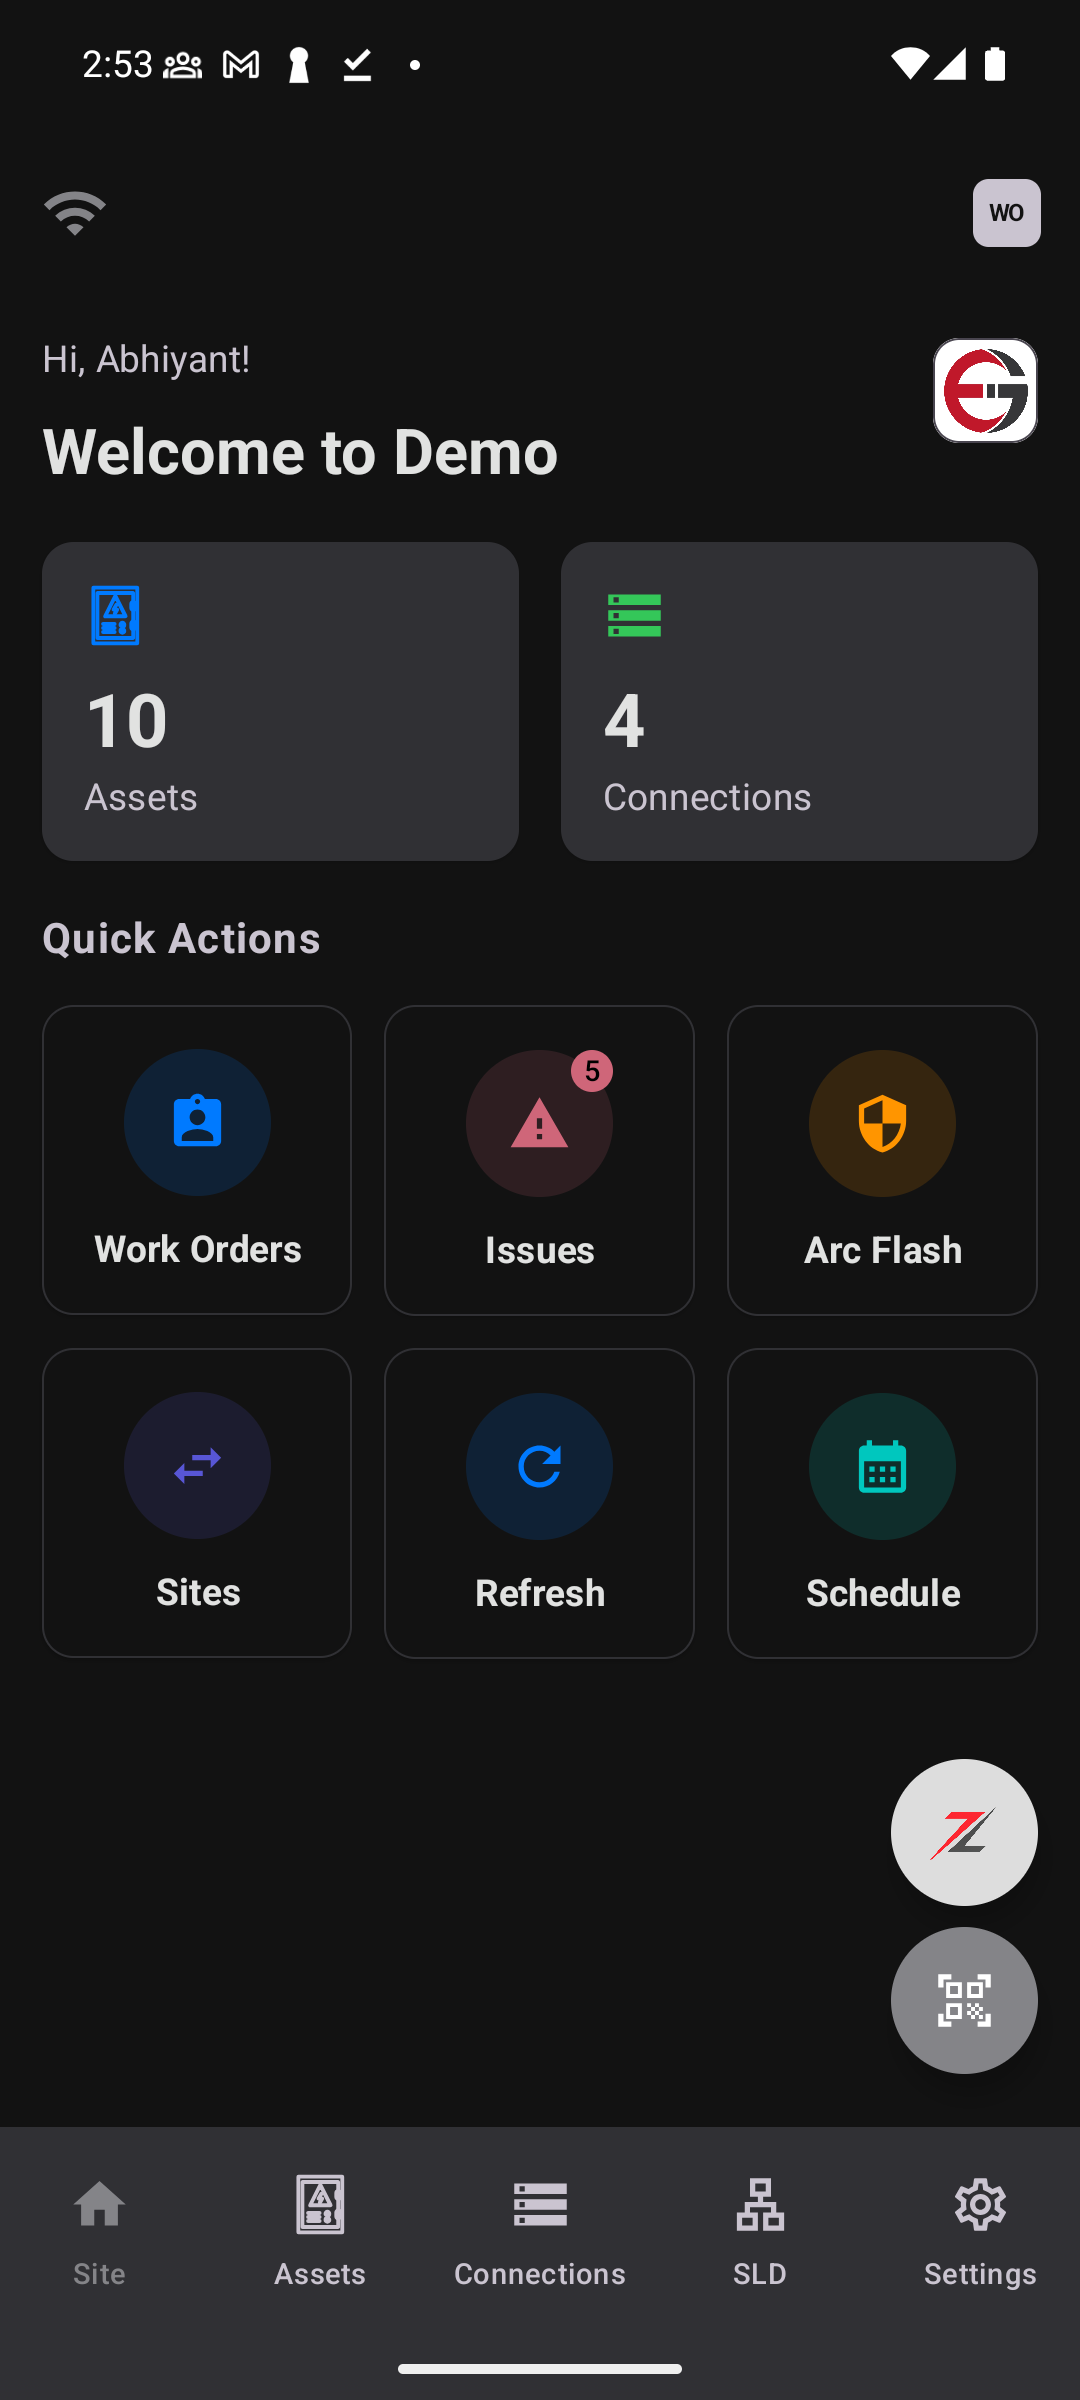 2:53
WO
Hi, Abhiyant!
Welcome to Demo
10
Assets
4
Connections
Quick Actions
Work Orders
5
Issues
Arc Flash
Sites
Refresh
Schedule
Site
Assets
Connections
SLD
Settings